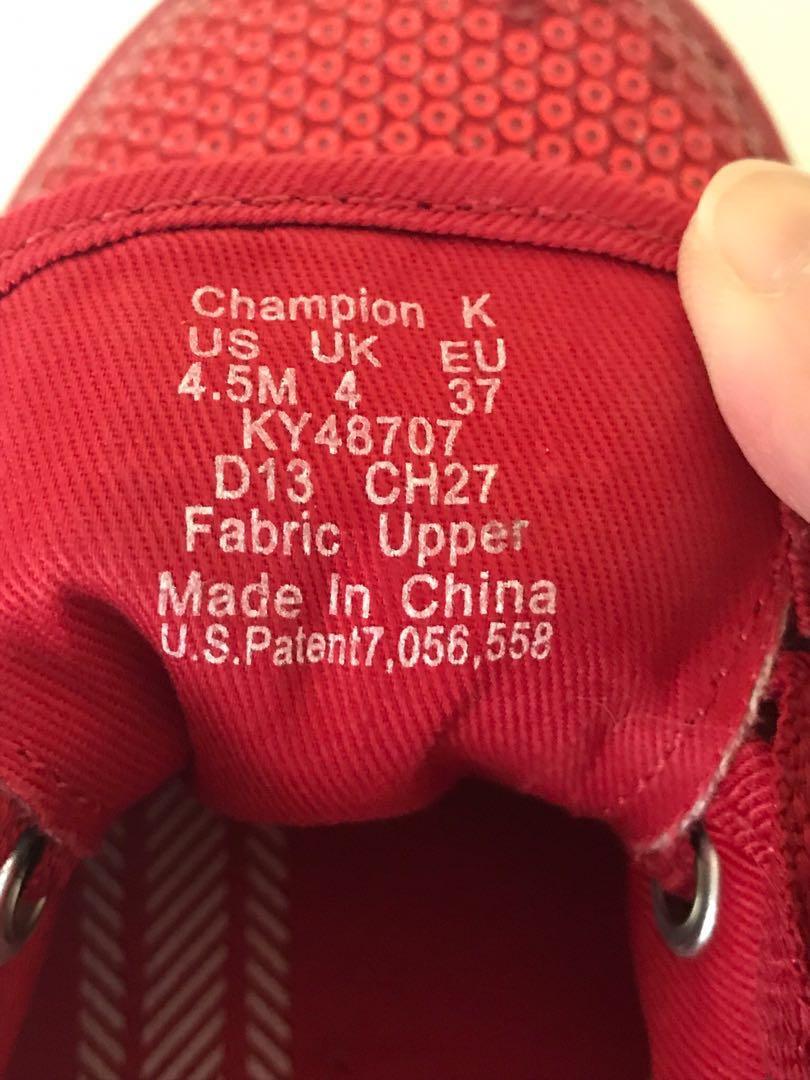 Champion K
US UK EU
4.5M 4 37
KY48707
D13 CH27
Fabric Upper
Made In China
U.S.Patent7,056,558